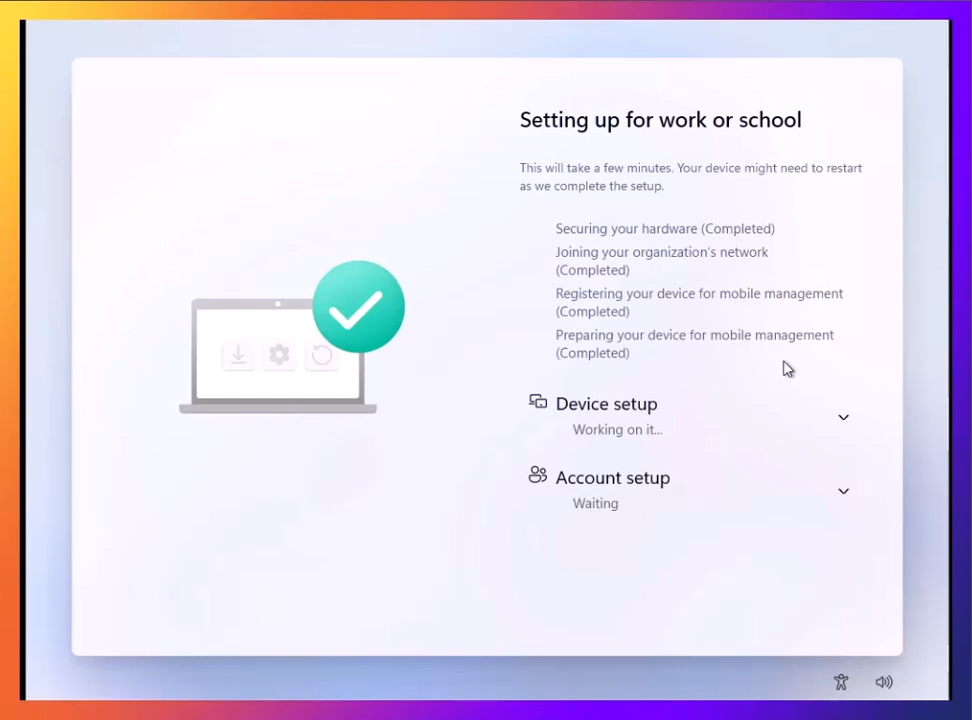 Setting up for work or school
This will take a few minutes. Your device might need to restart
as we complete the setup.
Securing your hardware (Completed)
Joining your organization's network
(Completed)
Registering your device for mobile management
(Completed)
Preparing your device for mobile management
(Completed)
Device setup
Working on it...
Account setup
Waiting